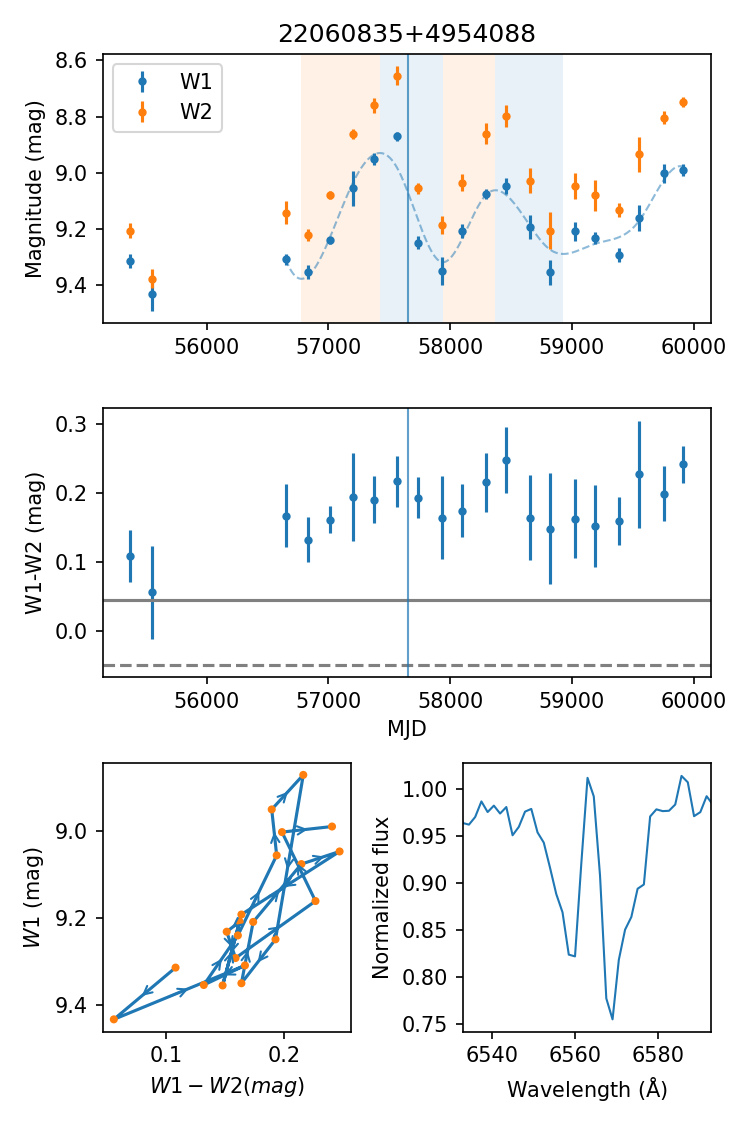 22060835+4954088
W1
W2
Magnitude (mag)
8.6
8.8
9.0
9.2
9.4
56000 57000 58000 59000 60000
W1-W2 (mag)
0.3
0.2
0.1
0.0
56000 57000 58000 59000 60000
MJD
W1 (mag)
9.0
9.2
9.4
0.1 0.2
W1 − W2(mag)
Normalized flux
1.00
0.95
0.90
0.85
0.80
0.75
6540 6560 6580
Wavelength (Å)